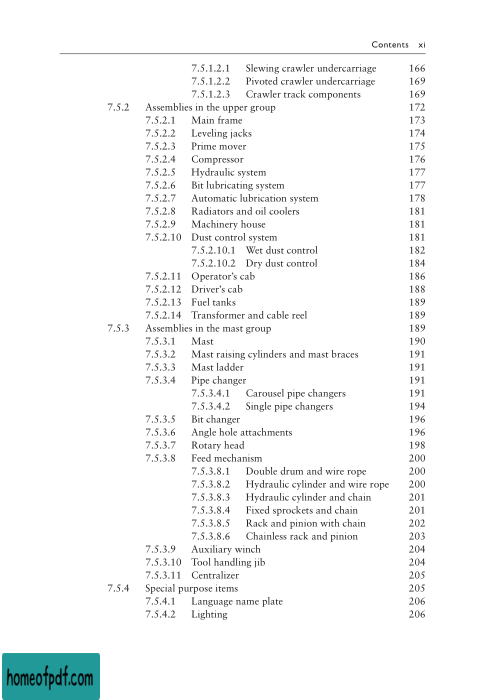 Contents xi
7.5.1.2.1 Slewing crawler undercarriage 166
7.5.1.2.2 Pivoted crawler undercarriage 169
7.5.1.2.3 Crawler track components 169
7.5.2 Assemblies in the upper group 172
7.5.2.1 Main frame 173
7.5.2.2 Leveling jacks 174
7.5.2.3 Prime mover 175
7.5.2.4 Compressor 176
7.5.2.5 Hydraulic system 177
7.5.2.6 Bit lubricating system 177
7.5.2.7 Automatic lubrication system 178
7.5.2.8 Radiators and oil coolers 181
7.5.2.9 Machinery house 181
7.5.2.10 Dust control system 181
7.5.2.10.1 Wet dust control 182
7.5.2.10.2 Dry dust control 184
7.5.2.11 Operator's cab 186
7.5.2.12 Driver's cab 188
7.5.2.13 Fuel tanks 189
7.5.2.14 Transformer and cable reel 189
7.5.3 Assemblies in the mast group 189
7.5.3.1 Mast 190
7.5.3.2 Mast raising cylinders and mast braces 191
7.5.3.3 Mast ladder 191
7.5.3.4 Pipe changer 191
7.5.3.4.1 Carousel pipe changers 191
7.5.3.4.2 Single pipe changers 194
7.5.3.5 Bit changer 196
7.5.3.6 Angle hole attachments 196
7.5.3.7 Rotary head 198
7.5.3.8 Feed mechanism 200
7.5.3.8.1 Double drum and wire rope 200
7.5.3.8.2 Hydraulic cylinder and wire rope 200
7.5.3.8.3 Hydraulic cylinder and chain 201
7.5.3.8.4 Fixed sprockets and chain 201
7.5.3.8.5 Rack and pinion with chain 202
7.5.3.8.6 Chainless rack and pinion 203
7.5.3.9 Auxiliary winch 204
7.5.3.10 Tool handling jib 204
7.5.3.11 Centralizer 205
7.5.4 Special purpose items 205
7.5.4.1 Language name plate 206
7.5.4.2 Lighting 206
homeofpdf.com